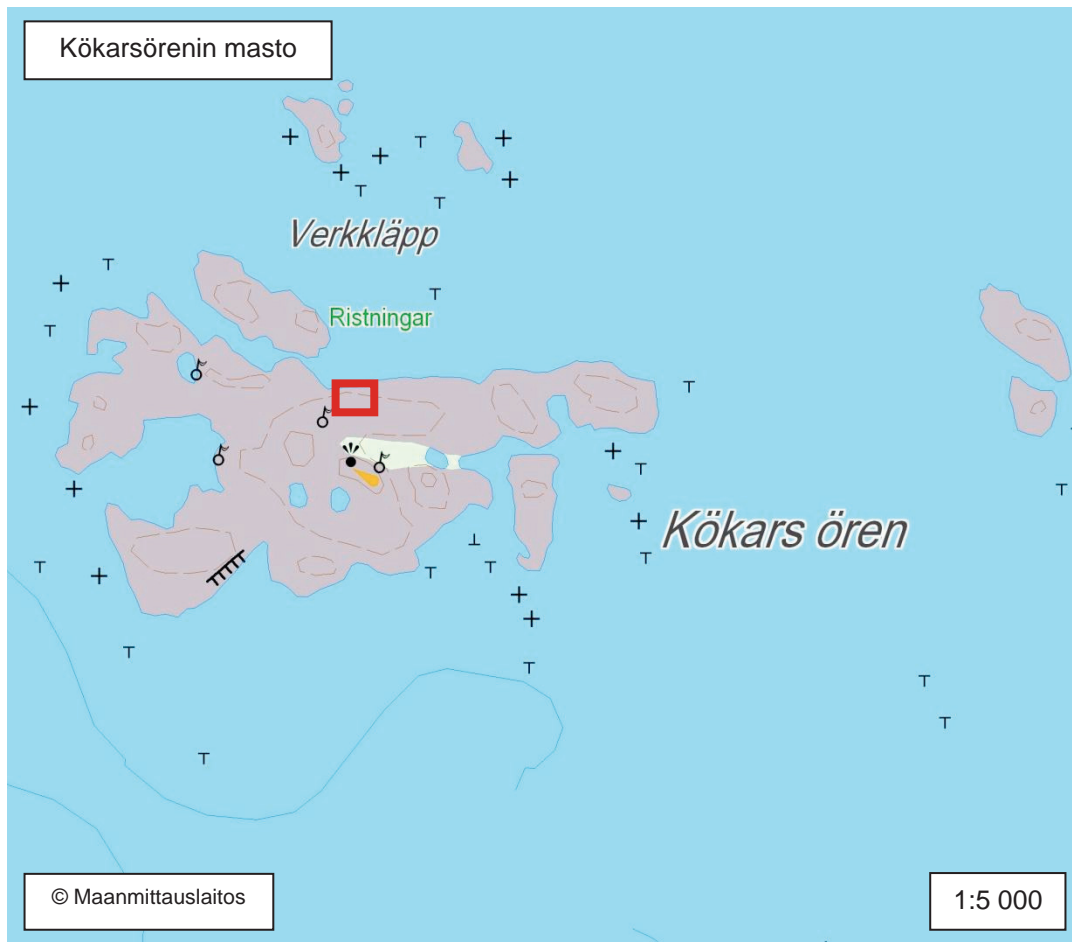 Kökarsörenin masto
Verkkläpp
Ristningar
Kökars ören
© Maanmittauslaitos
1:5 000